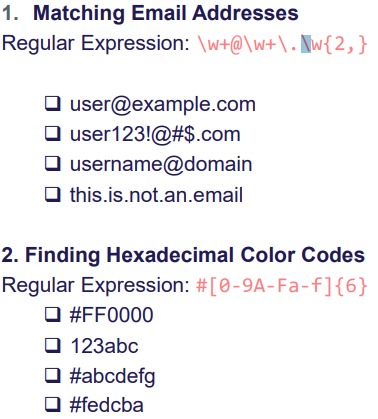 1. Matching Email Addresses
Regular Expression: \w+@\w+\.\w{2,}
❑ user@example.com
❑ user123!@#$.com
❑ username@domain
❑ this.is.not.an.email
2. Finding Hexadecimal Color Codes
Regular Expression: #[0-9A-Fa-f]{6}
❑ #FF0000
❑ 123abc
❑ #abcdefg
❑ #fedcba